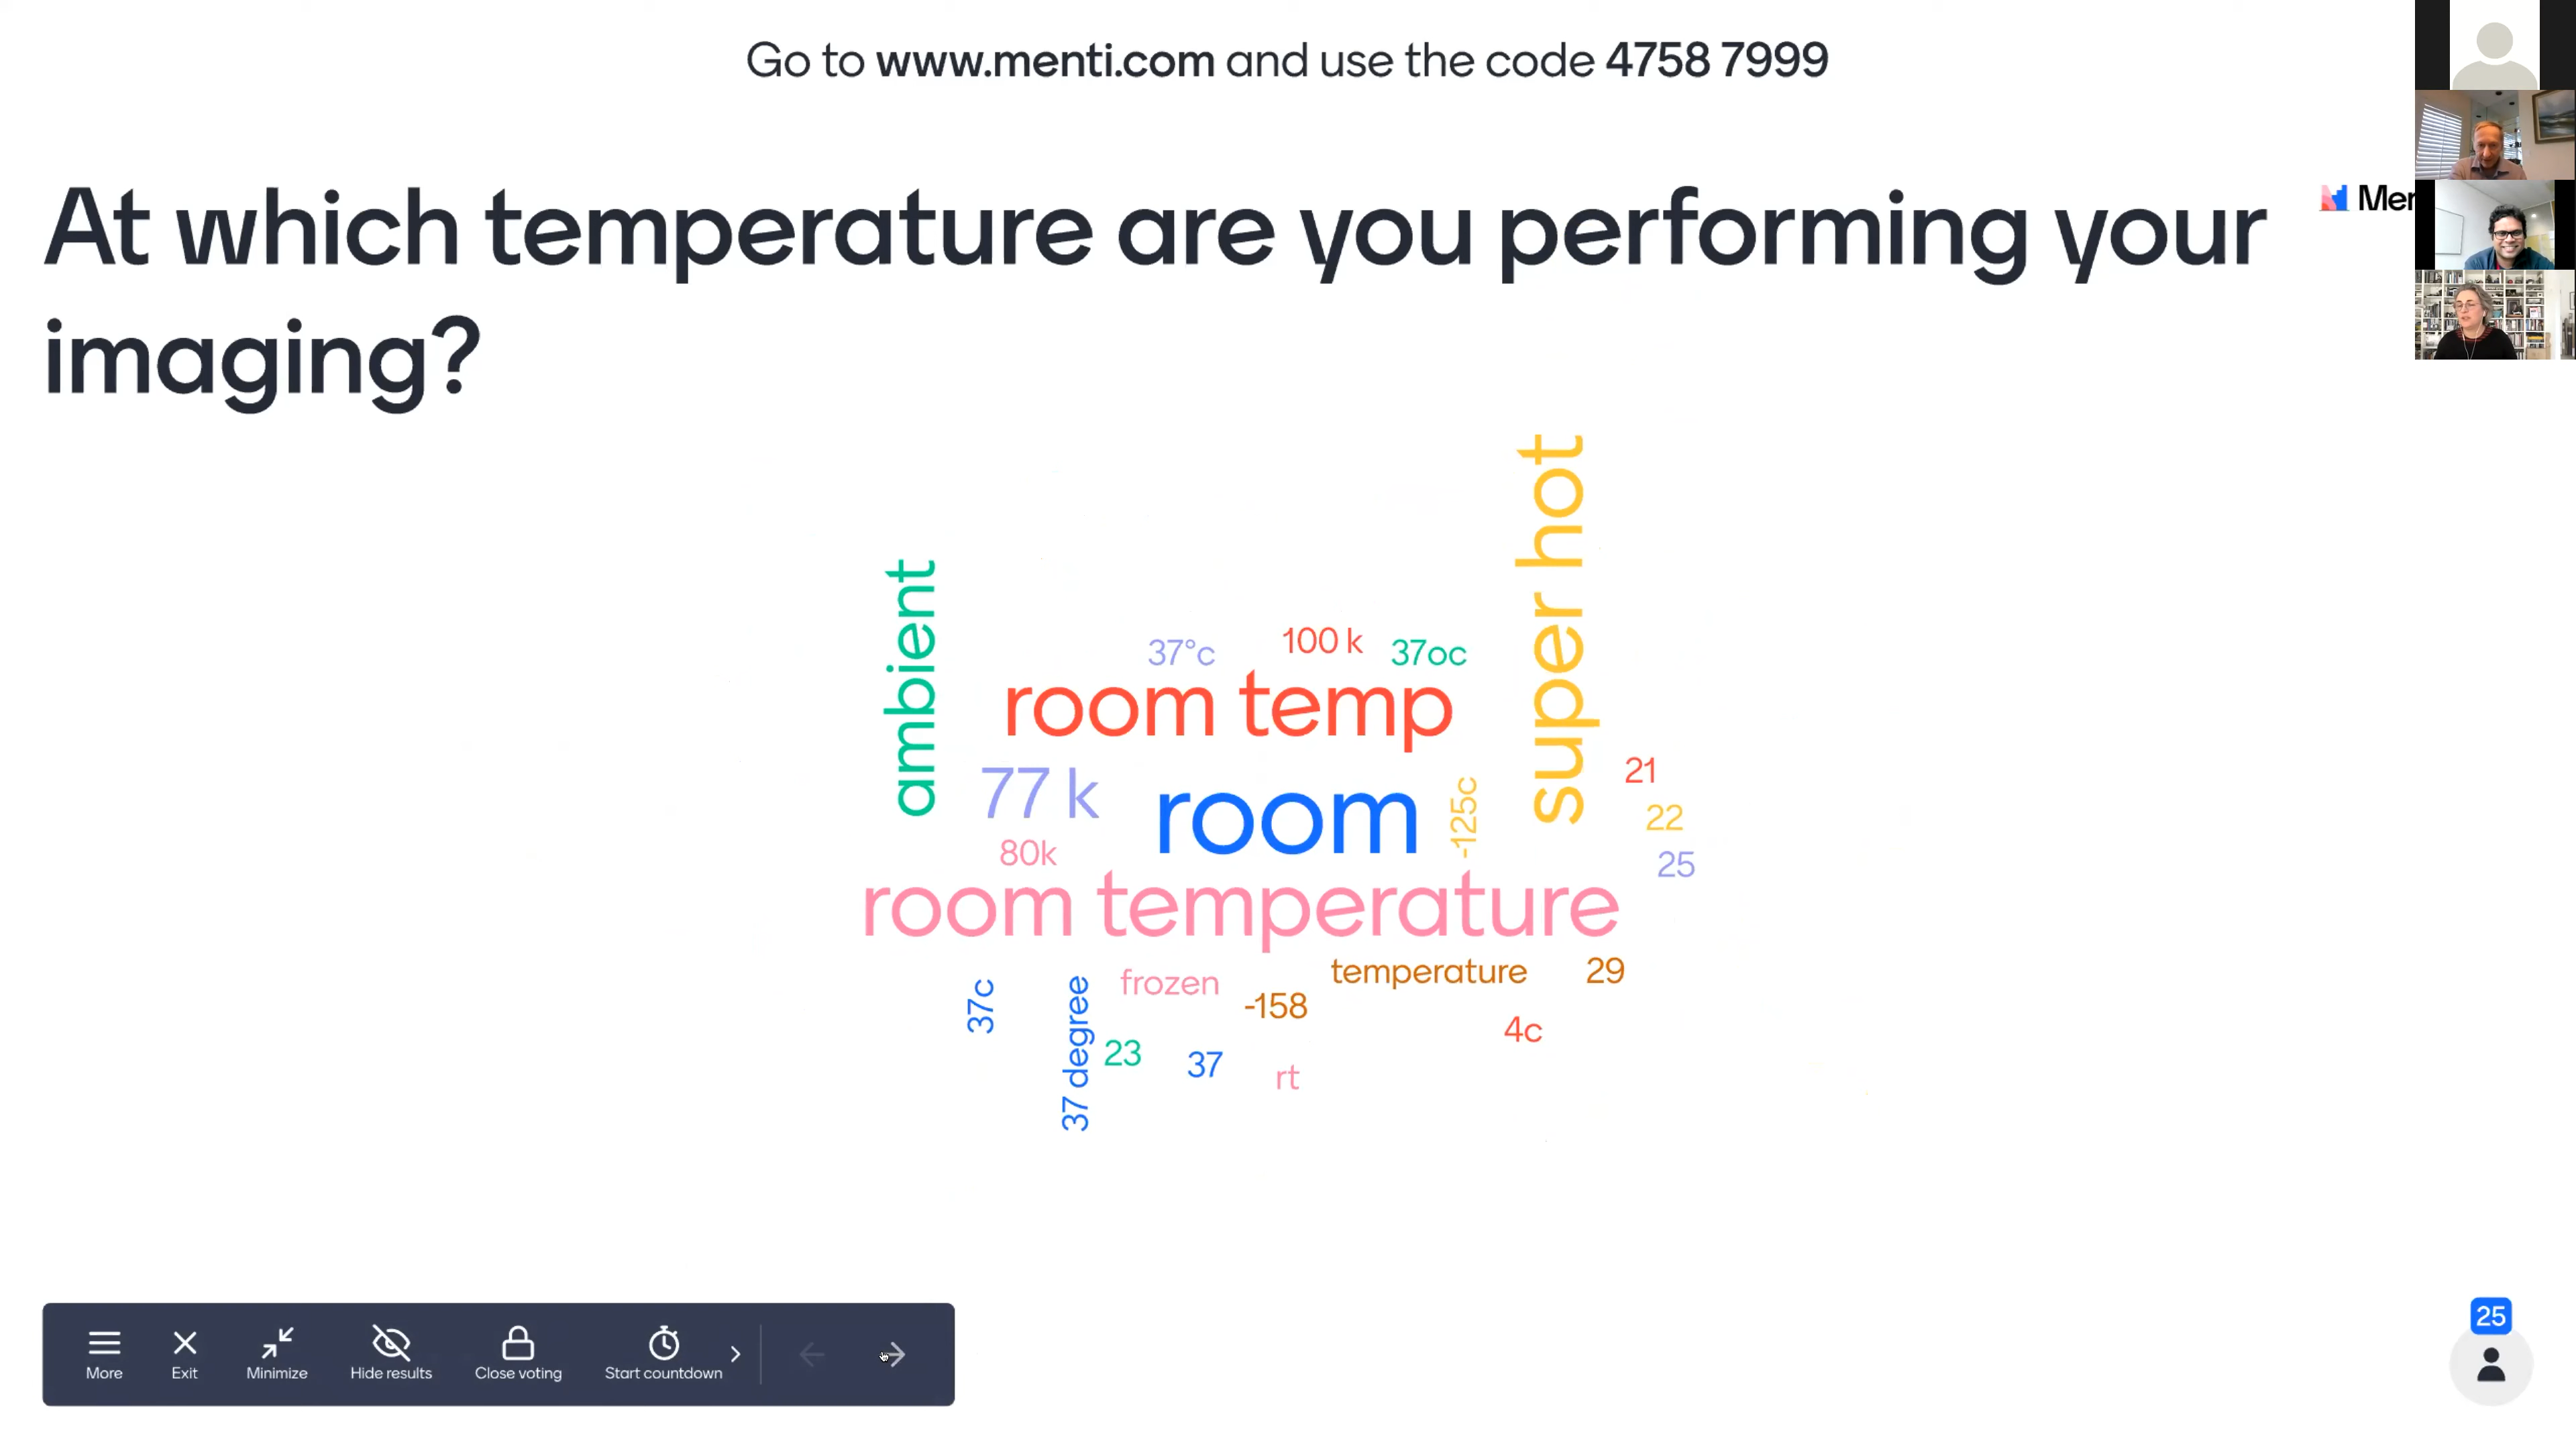 Go to www.menti.com and use the code 4758 7999
At which temperature are you performing your
imaging?
Men
super hot
ambient
37°c
100 k
37oc
room temp
77 k
room
-125c
21
22
25
80k
room temperature
37c
37 degree
frozen
-158
temperature
29
4c
23
37
rt
25
More
Exit
Minimize
Hide results
Close voting
Start countdown